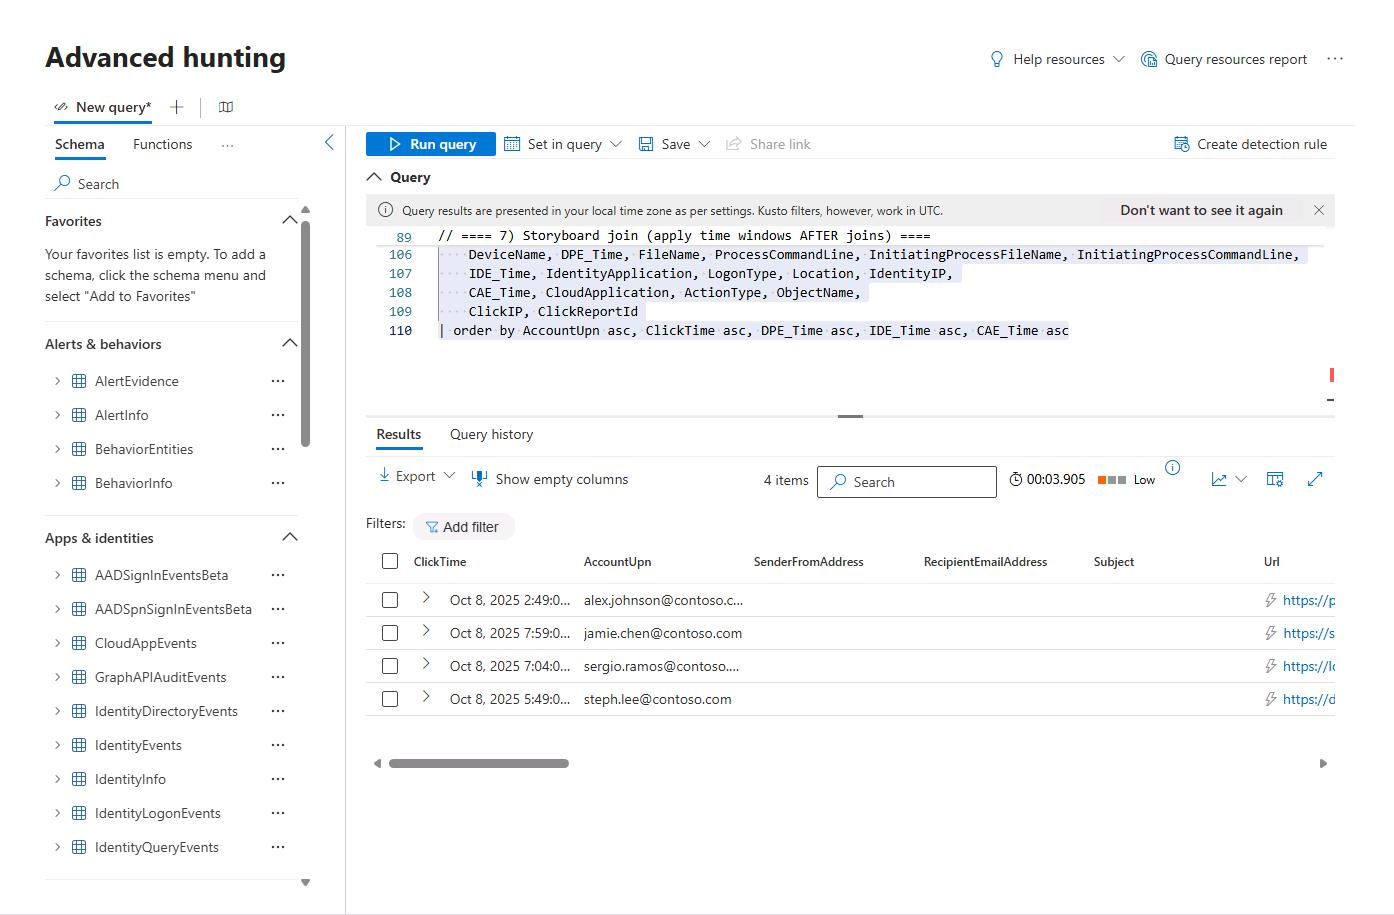 Advanced hunting
Help resources
Query resources report
New query*
Schema
Functions
Search
Favorites
Your favorites list is empty. To add a
schema, click the schema menu and
select "Add to Favorites"
Alerts & behaviors
AlertEvidence
AlertInfo
BehaviorEntities
BehaviorInfo
Apps & identities
AADSignInEventsBeta
AADSpnSignInEventsBeta
CloudAppEvents
GraphAPIAuditEvents
IdentityDirectoryEvents
IdentityEvents
IdentityInfo
IdentityLogonEvents
IdentityQueryEvents
Run query
Set in query
Save
Share link
Create detection rule
Query
Query results are presented in your local time zone as per settings. Kusto filters, however, work in UTC.
Don't want to see it again
89 // ==== 7) Storyboard join (apply time windows AFTER joins) ====
106 DeviceName, DPE_Time, FileName, ProcessCommandLine, InitiatingProcessFileName, InitiatingProcessCommandLine,
107 IDE_Time, IdentityApplication, LogonType, Location, IdentityIP,
108 CAE_Time, CloudApplication, ActionType, ObjectName,
109 ClickIP, ClickReportId
110 | order by AccountUpn asc, ClickTime asc, DPE_Time asc, IDE_Time asc, CAE_Time asc
Results
Query history
Export
Show empty columns
4 items
Search
00:03.905
Low
Filters:
Add filter
ClickTime AccountUpn SenderFromAddress RecipientEmailAddress Subject Url
Oct 8, 2025 2:49:0... alex.johnson@contoso.c... https://p
Oct 8, 2025 7:59:0... jamie.chen@contoso.com https://s
Oct 8, 2025 7:04:0... sergio.ramos@contoso.... https://lo
Oct 8, 2025 5:49:0... steph.lee@contoso.com https://d